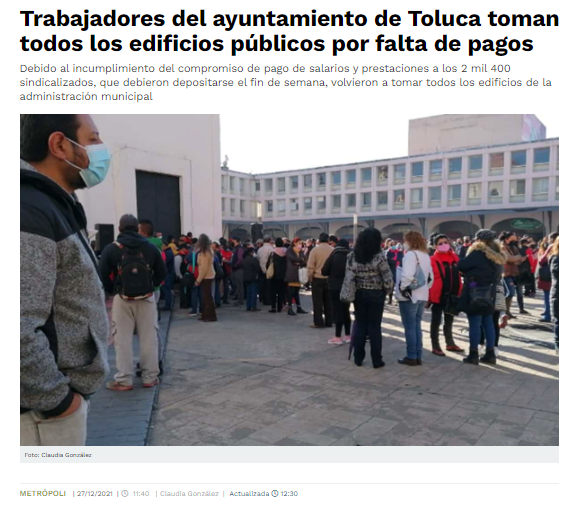 Trabajadores del ayuntamiento de Toluca toman
todos los edificios públicos por falta de pagos
Debido al incumplimiento del compromiso de pago de salarios y prestaciones a los 2 mil 400
sindicalizados, que debieron depositarse el fin de semana, volvieron a tomar todos los edificios de la
administración municipal
Foto: Claudia González
METRÓPOLI | 27/12/2021 | 11:40 | Claudia González | Actualizada 12:30